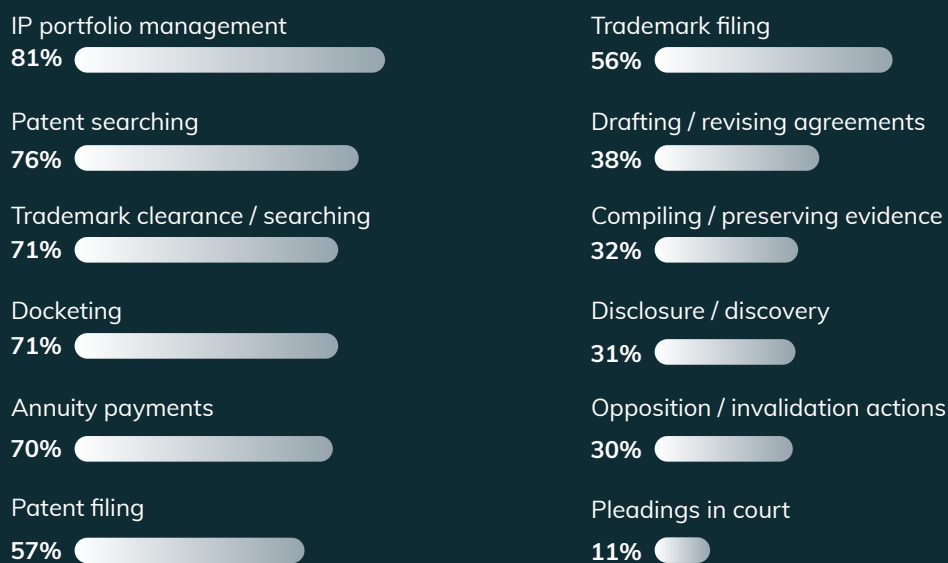 IP portfolio management
81%
Patent searching
76%
Trademark clearance / searching
71%
Docketing
71%
Annuity payments
70%
Patent filing
57%
Trademark filing
56%
Drafting / revising agreements
38%
Compiling / preserving evidence
32%
Disclosure / discovery
31%
Opposition / invalidation actions
30%
Pleadings in court
11%